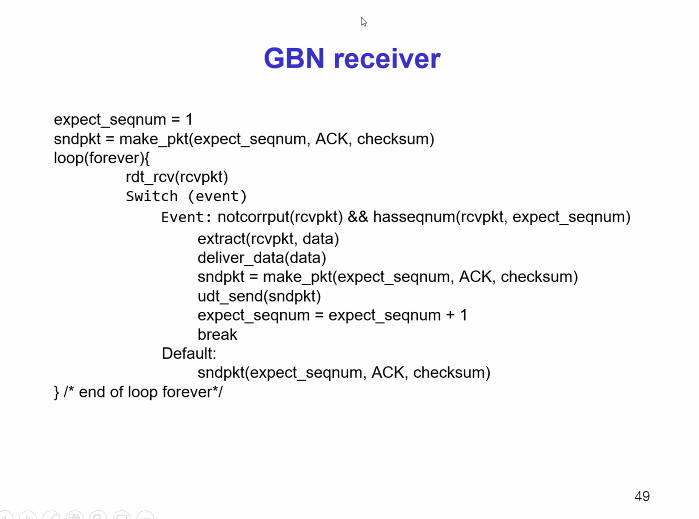 GBN receiver
expect_seqnum = 1
sndpkt = make_pkt(expect_seqnum, ACK, checksum)
loop(forever){
rdt_rcv(rcvpkt)
Switch (event)
Event: notcorrput(rcvpkt) && hasseqnum(rcvpkt, expect_seqnum)
extract(rcvpkt, data)
deliver_data(data)
sndpkt = make_pkt(expect_seqnum, ACK, checksum)
udt_send(sndpkt)
expect_seqnum = expect_seqnum + 1
break
Default:
sndpkt(expect_seqnum, ACK, checksum)
} /* end of loop forever*/
49